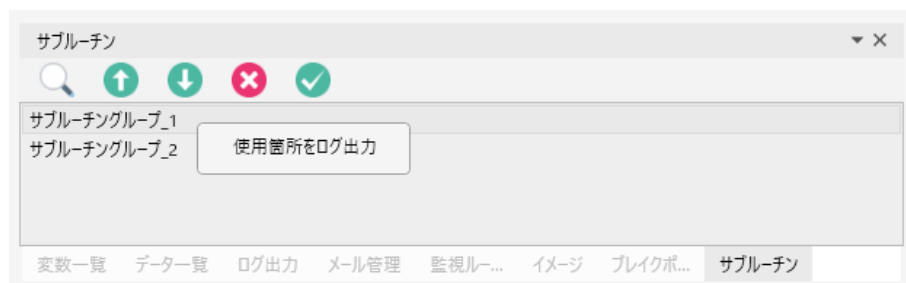 サブルーチン
サブルーチングループ_1
サブルーチングループ_2
使用箇所をログ出力
変数一覧 データ一覧 ログ出力 メール管理 監視ルー... イメージ ブレイクポ... サブルーチン